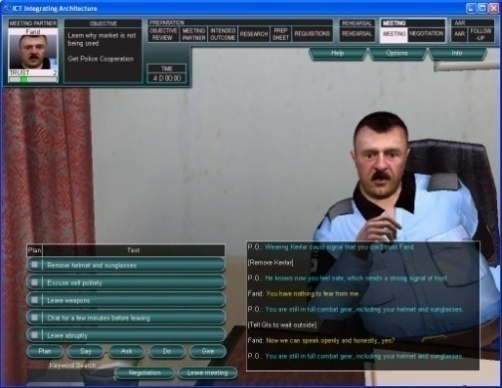 ICT Integrating Architecture
MEETING PARTNER
Farid
TRUST 2
OBJECTIVE
Learn why market is not
being used
Get Police Cooperation
PREPARATION
OBJECTIVE REVIEW
MEETING PARTNER
INTENDED OUTCOME
RESEARCH
PREP SHEET
REQUISITIONS
REHEARSAL
REHEARSAL
MEETING
MEETING
NEGOTIATION
AAR
AAR
FOLLOW -UP
TIME
4 D 00:00
Help
Options
Info
Plan
Text
Remove helmet and sunglasses
Excuse self politely
Leave weapons
Chat for a few minutes before leaving
Leave abruptly
Plan
Say
Ask
Do
Give
Keyword Search
Negotiation
Leave meeting
P.O.: Wearing Kevlar could signal that you don't trust Farid.
[Remove Kevlar]
P.O.: He knows now you feel safe, which sends a strong signal of trust.
Farid: You have nothing to fear from me.
P.O.: You are still in full combat gear, including your helmet and sunglasses.
[Tell GIs to wait outside]
Farid: Now we can speak openly and honestly, yes?
P.O.: You are still in full combat gear, including your helmet and sunglasses.